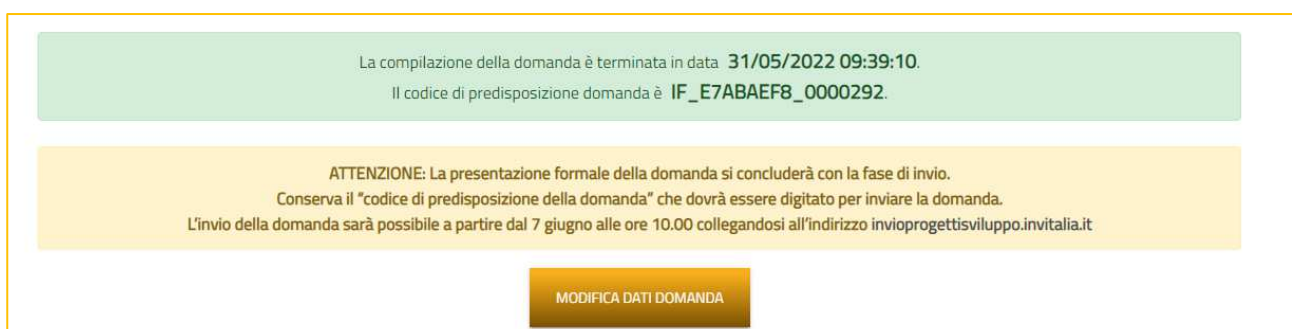 La compilazione della domanda è terminata in data 31/05/2022 09:39:10.
Il codice di predisposizione domanda è IF_E7ABAEF8_0000292.
ATTENZIONE: La presentazione formale della domanda si concluderà con la fase di invio.
Conserva il "codice di predisposizione della domanda" che dovrà essere digitato per inviare la domanda.
L'invio della domanda sarà possibile a partire dal 7 giugno alle ore 10.00 collegandosi all'indirizzo invioprogettisviluppo.invitalia.it
MODIFICA DATI DOMANDA